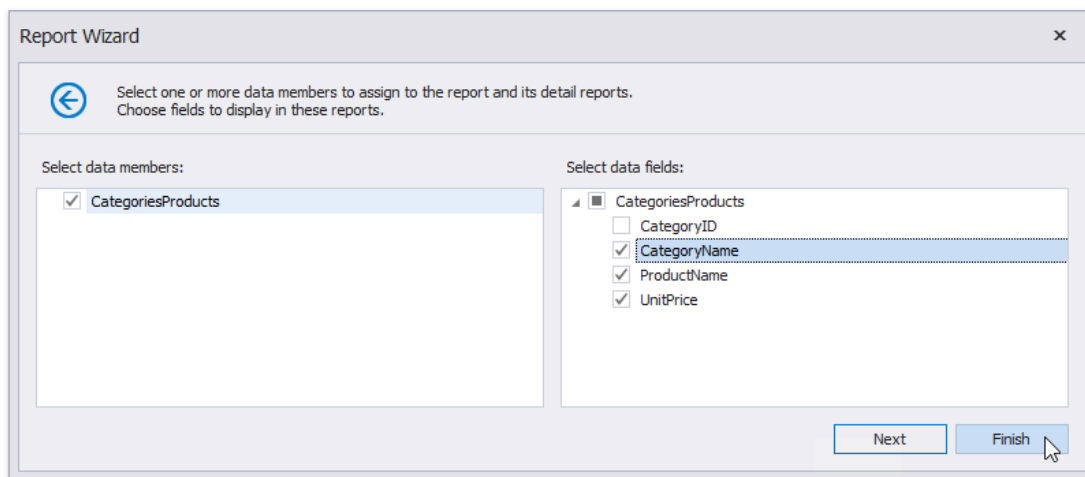 Report Wizard
Select one or more data members to assign to the report and its detail reports.
Choose fields to display in these reports.
Select data members:
CategoriesProducts
Select data fields:
CategoriesProducts
CategoryID
CategoryName
ProductName
UnitPrice
Next
Finish